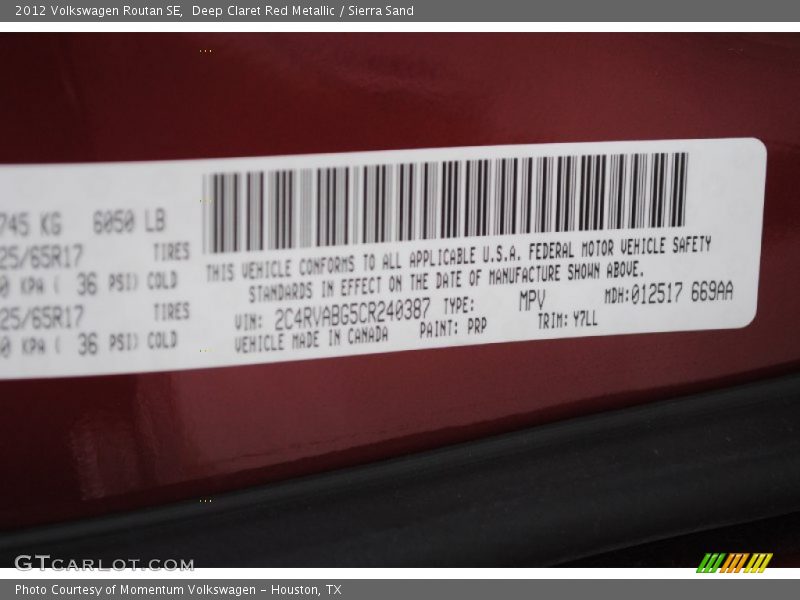 2012 Volkswagen Routan SE,  Deep Claret Red Metallic / Sierra Sand
745 KG 6050 LB
25/65R17 TIRES
0 KPA ( 36 PSI) COLD
25/65R17 TIRES
0 KPA ( 36 PSI) COLD
THIS VEHICLE CONFORMS TO ALL APPLICABLE U.S.A. FEDERAL MOTOR VEHICLE SAFETY
STANDARDS IN EFFECT ON THE DATE OF MANUFACTURE SHOWN ABOVE.
VIN: 2C4RVABG5CR240387 TYPE: MPV MDH:012517 669AA
VEHICLE MADE IN CANADA PAINT: PRP TRIM: Y7LL
GTCARLOT.COM
Photo Courtesy of Momentum Volkswagen – Houston, TX